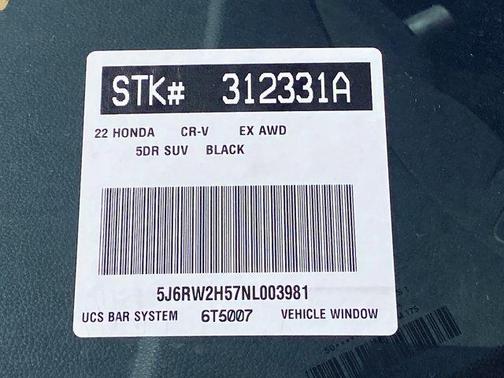 STK# 312331A
22 HONDA CR-V EX AWD
5DR SUV BLACK
5J6RW2H57NL003981
UCS BAR SYSTEM 6T5007 VEHICLE WINDOW